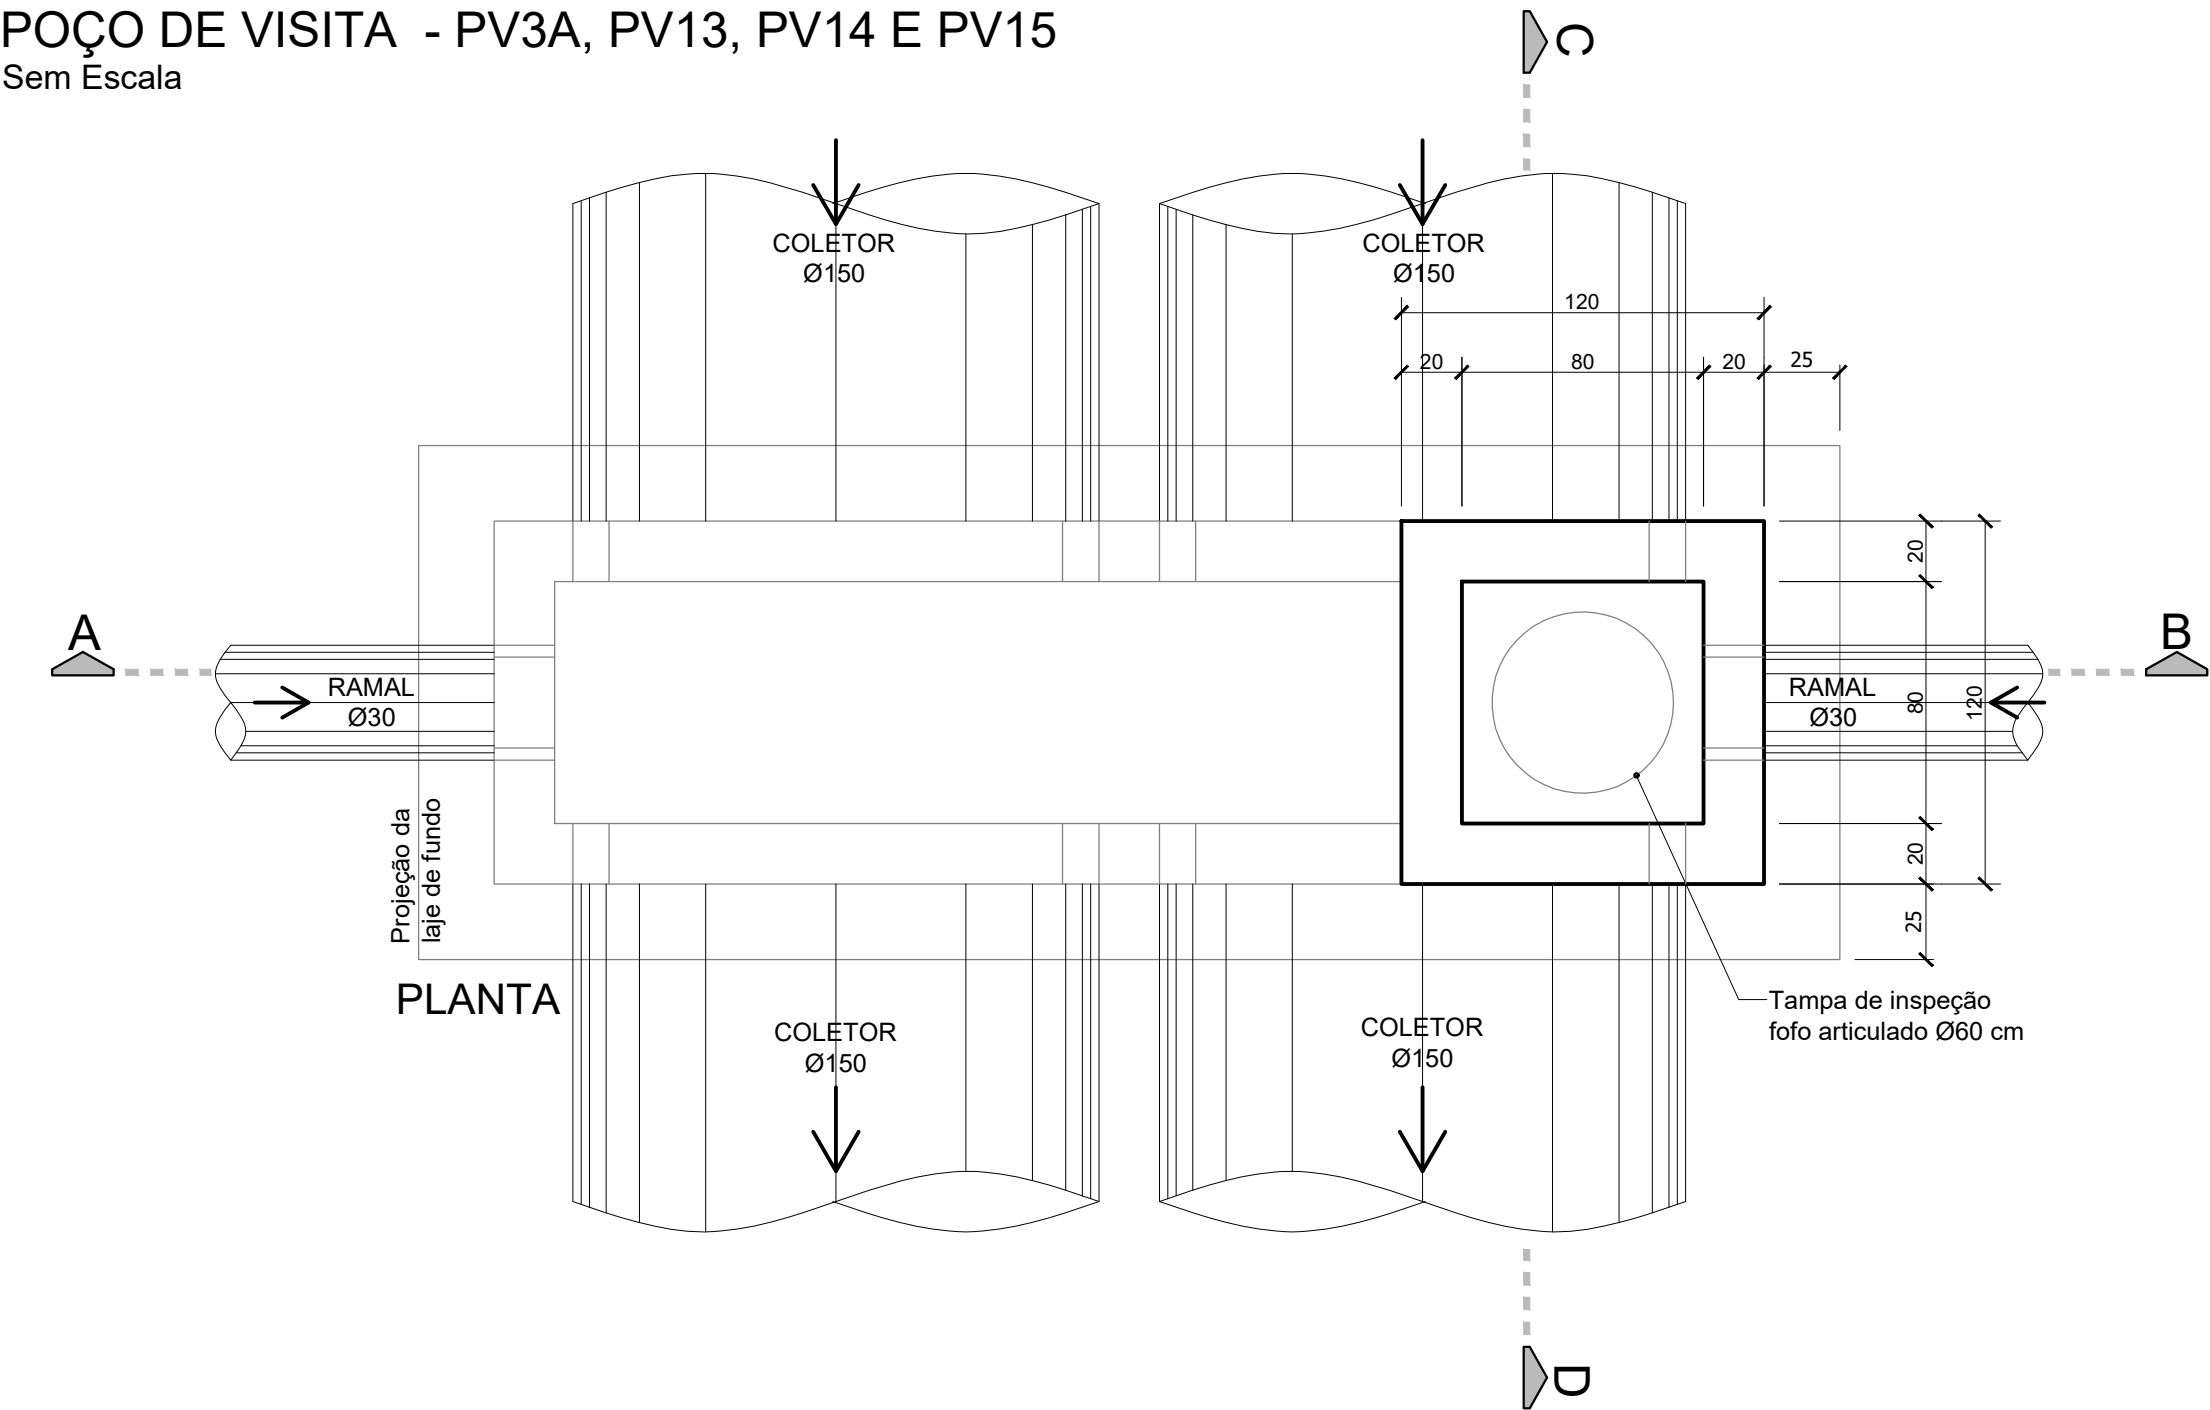 POÇO DE VISITA - PV3A, PV13, PV14 E PV15
Sem Escala
C
COLETOR
Ø150
COLETOR
Ø150
120
20
80
20
25
A
B
RAMAL
Ø30
RAMAL
Ø30
20
80
120
20
25
Projeção da
laje de fundo
PLANTA
Tampa de inspeção
fofo articulado Ø60 cm
COLETOR
Ø150
COLETOR
Ø150
D